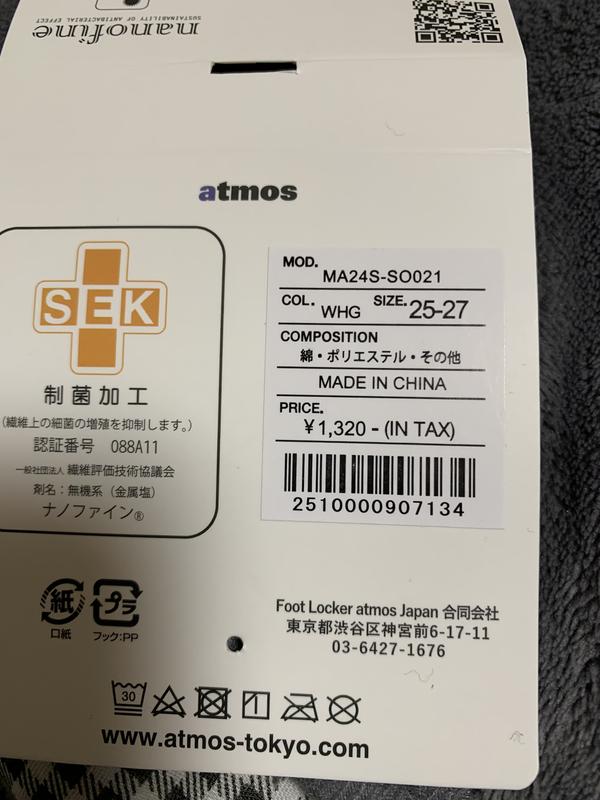 nanofine
SUSTAINABILITY OF ANTIBACTERIAL EFFECT
atmos
SEK
制菌加工
(繊維上の細菌の増殖を抑制します。)
認証番号 088A11
一般社団法人 繊維評価技術協議会
剤名：無機系（金属塩）
ナノファイン®
MOD. MA24S-SO021
COL. WHG SIZE. 25-27
COMPOSITION
綿・ポリエステル・その他
MADE IN CHINA
PRICE.
¥1,320 - (IN TAX)
2510000907134
紙
口紙
プラ
フック:PP
Foot Locker atmos Japan 合同会社
東京都渋谷区神宮前6-17-11
03-6427-1676
30
www.atmos-tokyo.com